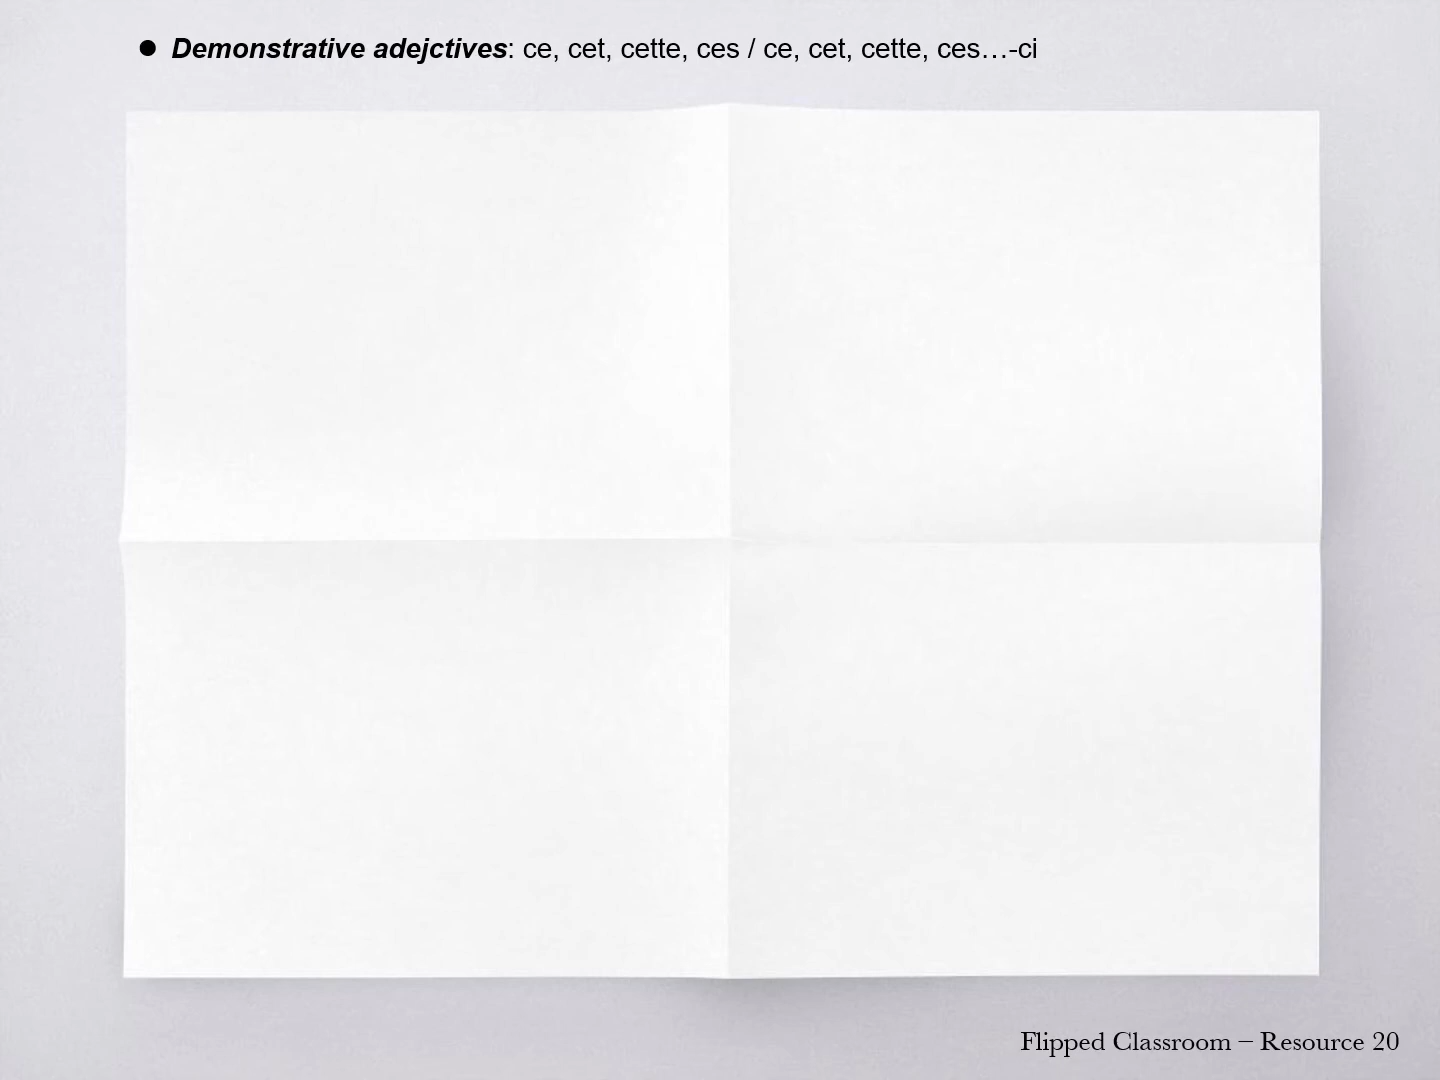 ● Demonstrative adejctives: ce, cet, cette, ces / ce, cet, cette, ces…-ci
Flipped Classroom – Resource 20